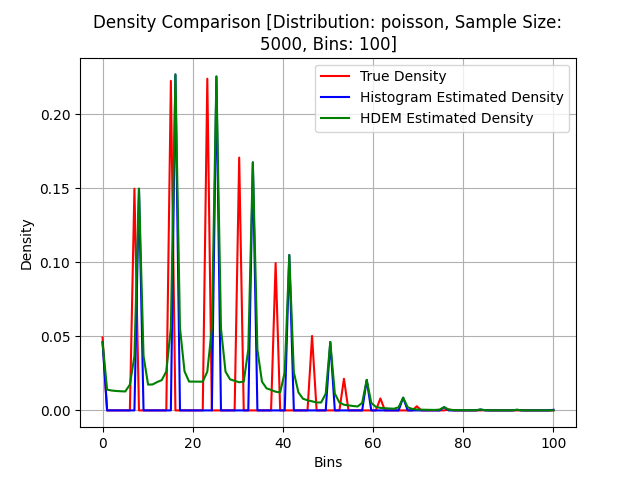 Density Comparison [Distribution: poisson, Sample Size:
5000, Bins: 100]
True Density
Histogram Estimated Density
HDEM Estimated Density
Density
0.20
0.15
0.10
0.05
0.00
0 20 40 60 80 100
Bins